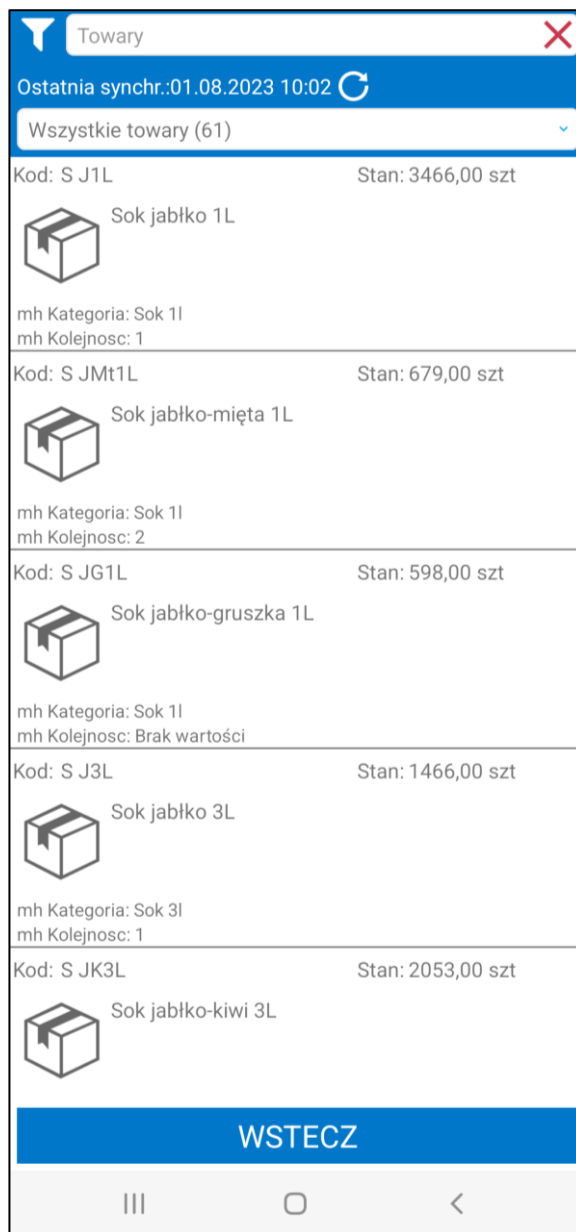 Towary
Ostatnia synchr.:01.08.2023 10:02
Wszystkie towary (61)
Kod: S J1L Stan: 3466,00 szt
Sok jabłko 1L
mh Kategoria: Sok 1l
mh Kolejnosc: 1
Kod: S JMt1L Stan: 679,00 szt
Sok jabłko-mięta 1L
mh Kategoria: Sok 1l
mh Kolejnosc: 2
Kod: S JG1L Stan: 598,00 szt
Sok jabłko-gruszka 1L
mh Kategoria: Sok 1l
mh Kolejnosc: Brak wartości
Kod: S J3L Stan: 1466,00 szt
Sok jabłko 3L
mh Kategoria: Sok 3l
mh Kolejnosc: 1
Kod: S JK3L Stan: 2053,00 szt
Sok jabłko-kiwi 3L
WSTECZ